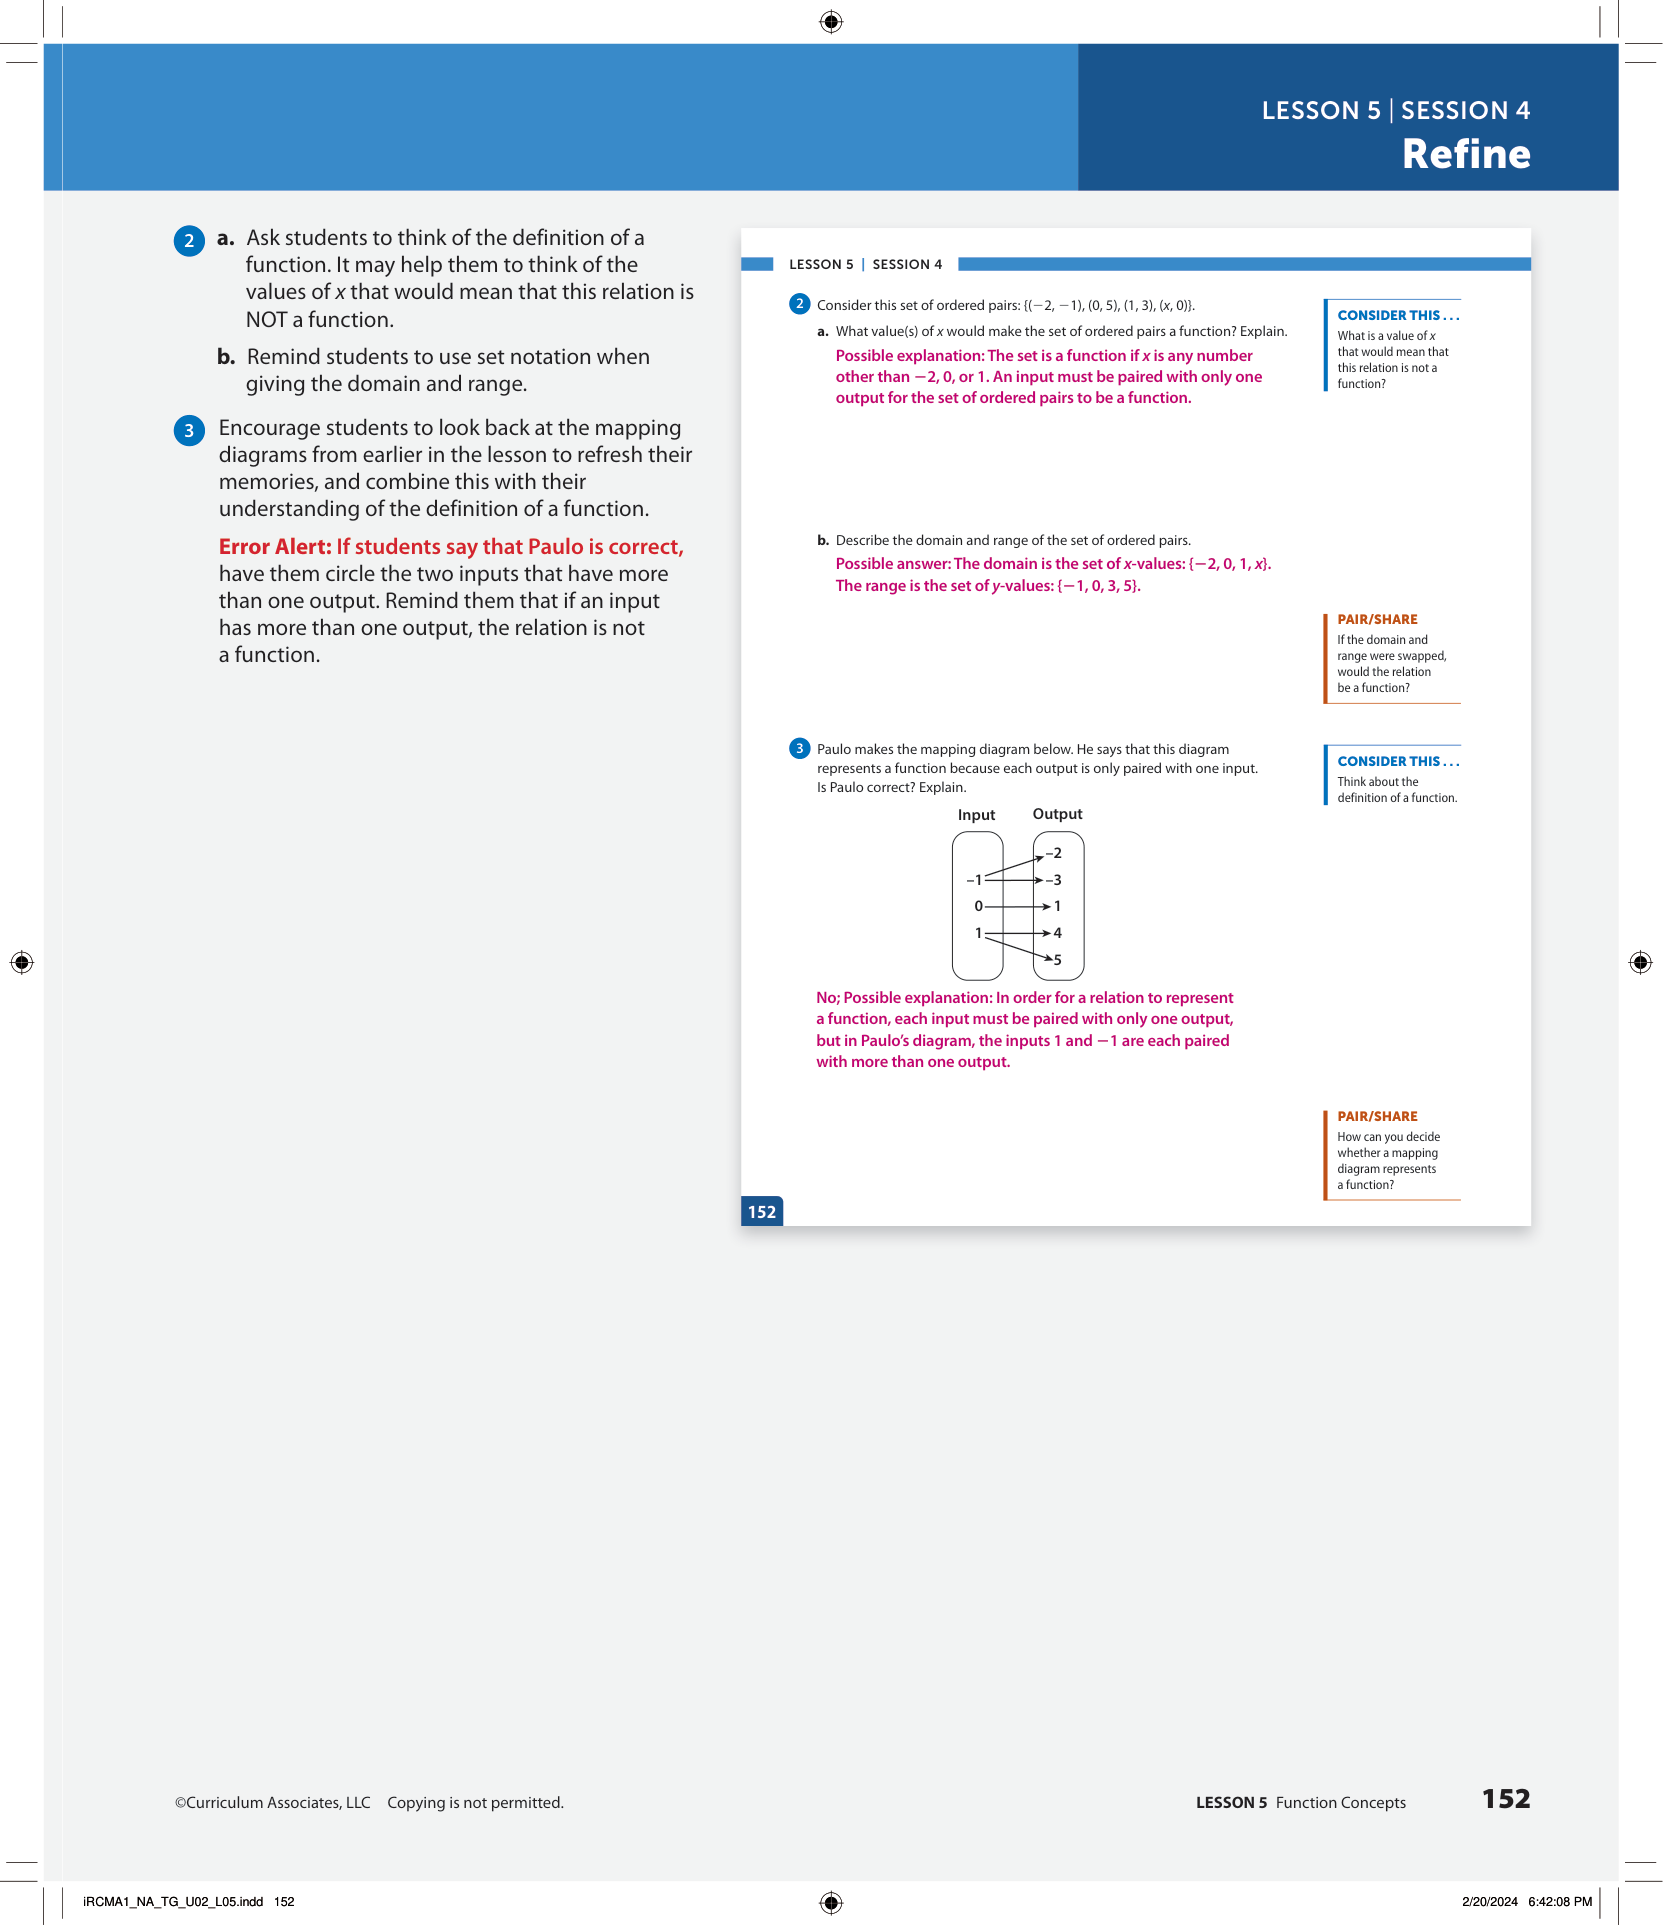 LESSON 5 | SESSION 4
Refine
2 a. Ask students to think of the definition of a
function. It may help them to think of the
values of x that would mean that this relation is
NOT a function.
b. Remind students to use set notation when
giving the domain and range.
3 Encourage students to look back at the mapping
diagrams from earlier in the lesson to refresh their
memories, and combine this with their
understanding of the definition of a function.
Error Alert: If students say that Paulo is correct,
have them circle the two inputs that have more
than one output. Remind them that if an input
has more than one output, the relation is not
a function.
LESSON 5 | SESSION 4
2 Consider this set of ordered pairs: {(−2, −1), (0, 5), (1, 3), (x, 0)}.
a. What value(s) of x would make the set of ordered pairs a function? Explain.
Possible explanation: The set is a function if x is any number
other than −2, 0, or 1. An input must be paired with only one
output for the set of ordered pairs to be a function.
CONSIDER THIS . . .
What is a value of x
that would mean that
this relation is not a
function?
b. Describe the domain and range of the set of ordered pairs.
Possible answer: The domain is the set of x-values: {−2, 0, 1, x}.
The range is the set of y-values: {−1, 0, 3, 5}.
PAIR/SHARE
If the domain and
range were swapped,
would the relation
be a function?
3 Paulo makes the mapping diagram below. He says that this diagram
represents a function because each output is only paired with one input.
Is Paulo correct? Explain.
CONSIDER THIS . . .
Think about the
definition of a function.
Input Output
–2
–1 –3
0 1
1 4
5
No; Possible explanation: In order for a relation to represent
a function, each input must be paired with only one output,
but in Paulo’s diagram, the inputs 1 and −1 are each paired
with more than one output.
PAIR/SHARE
How can you decide
whether a mapping
diagram represents
a function?
152
©Curriculum Associates, LLC Copying is not permitted.
LESSON 5 Function Concepts 152
iRCMA1_NA_TG_U02_L05.indd 152
2/20/2024 6:42:08 PM